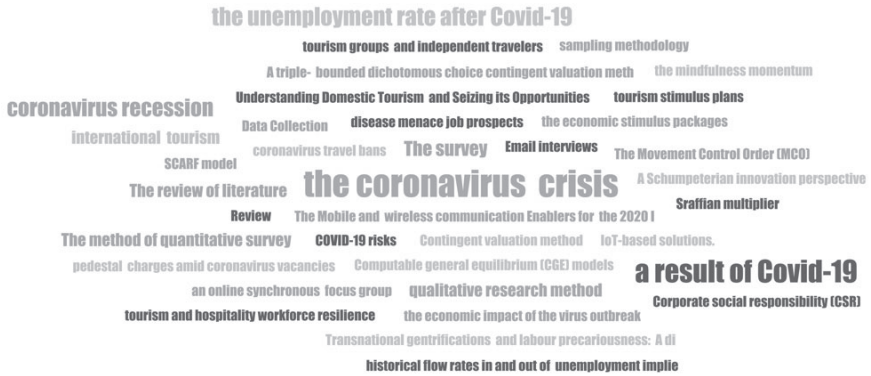 the unemployment rate after Covid-19
tourism groups and independent travelers sampling methodology
A triple- bounded dichotomous choice contingent valuation meth the mindfulness momentum
coronavirus recession Understanding Domestic Tourism and Seizing its Opportunities tourism stimulus plans
international tourism Data Collection disease menace job prospects the economic stimulus packages
SCARF model coronavirus travel bans The survey Email interviews The Movement Control Order (MCO)
The review of literature the coronavirus crisis A Schumpeterian innovation perspective
Review The Mobile and wireless communication Enablers for the 2020 I Sraffian multiplier
The method of quantitative survey COVID-19 risks Contingent valuation method IoT-based solutions.
pedestal charges amid coronavirus vacancies Computable general equilibrium (CGE) models a result of Covid-19
an online synchronous focus group qualitative research method Corporate social responsibility (CSR)
tourism and hospitality workforce resilience the economic impact of the virus outbreak
Transnational gentrifications and labour precariousness: A di
historical flow rates in and out of unemployment implie